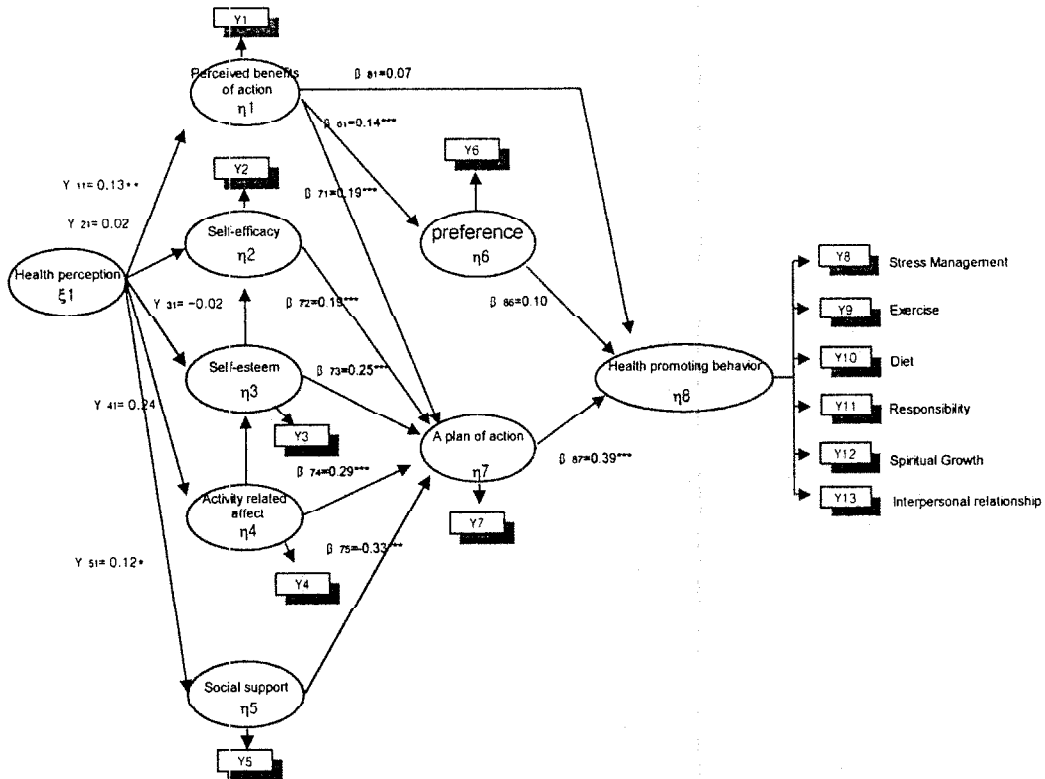 Y1
Perceived benefits
of action
η1
β 81=0.07
β 61=0.14***
Y6
Y2
Y 11= 0.13**
β 71=0.19***
Y 21= 0.02
Self-efficacy
η2
preference
η6
Health perception
ξ1
Y 31= -0.02
β 72=0.19***
β 86=0.10
Y8
Stress Management
Y9
Exercise
Y10
Diet
Y11
Responsibility
Y12
Spiritual Growth
Y13
Interpersonal relationship
Self-esteem
η3
β 73=0.25***
Health promoting behavior
η8
Y 41= 0.24
Y3
A plan of action
η7
β 87=0.39***
β 74=0.29***
Activity related
affect
η4
Y7
Y 51= 0.12*
β 75=-0.33***
Y4
Social support
η5
Y5